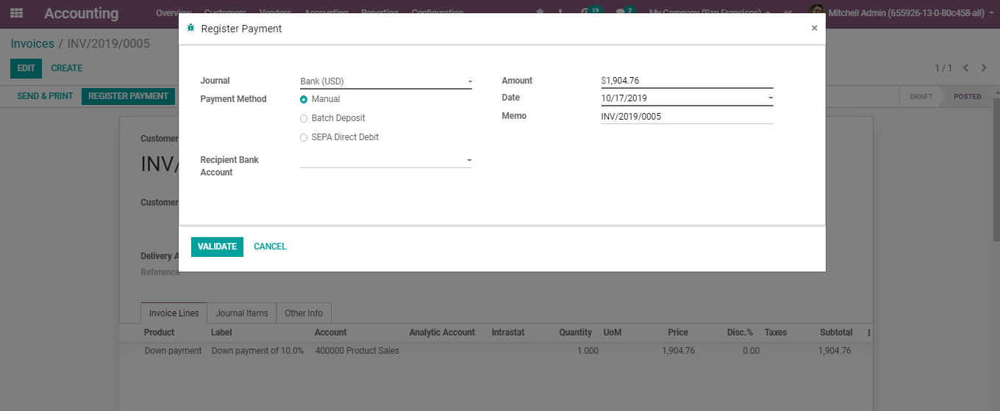 Accounting
Overview Customers Vendors Accounting Reporting Configuration 19 2 My Company (San Francisco) Mitchell Admin (655926-13-0-80c458-all)
Register Payment ×
Invoices / INV/2019/0005
EDIT CREATE 1 / 1
SEND & PRINT REGISTER PAYMENT DRAFT POSTED
Journal Bank (USD) Amount $1,904.76
Payment Method Manual Date 10/17/2019
Batch Deposit Memo INV/2019/0005
SEPA Direct Debit
Recipient Bank
Account
VALIDATE CANCEL
Customer
INV/
Customer
Delivery A
Reference
Invoice Lines Journal Items Other Info
Product Label Account Analytic Account Intrastat Quantity UoM Price Disc.% Taxes Subtotal
Down payment Down payment of 10.0% 400000 Product Sales 1.000 1,904.76 0.00 1,904.76